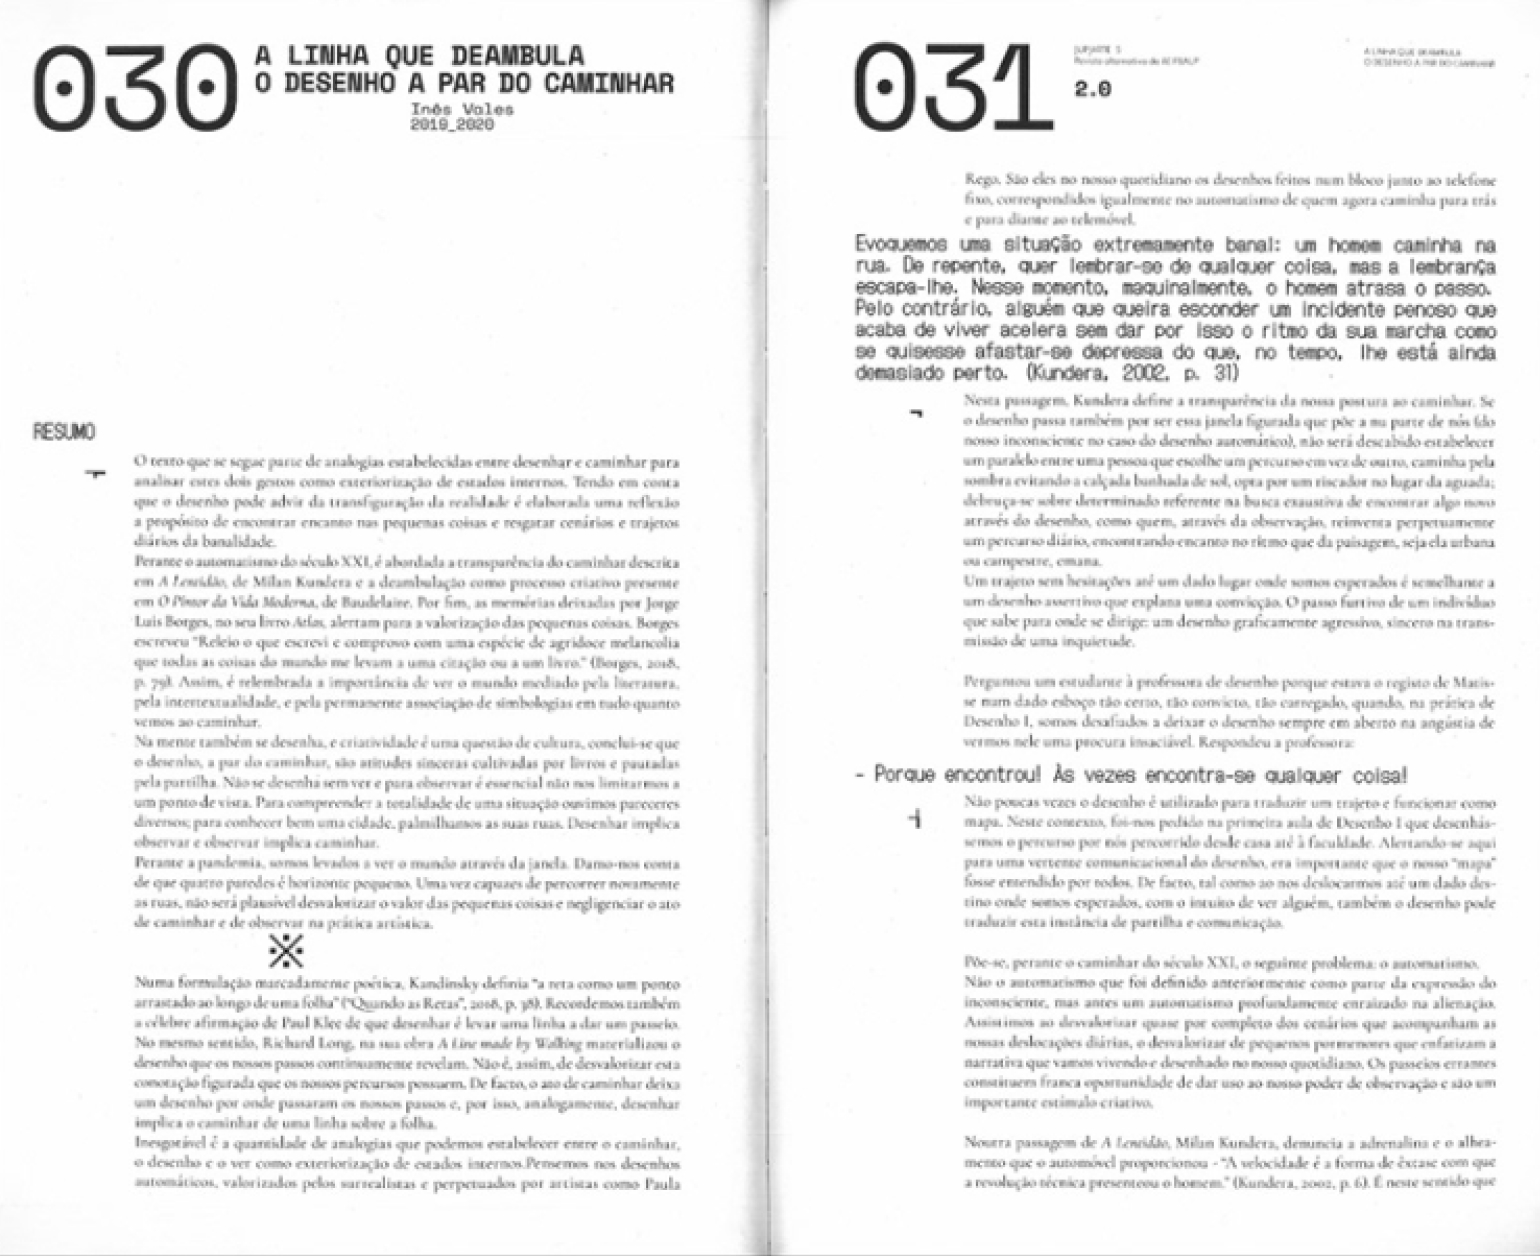 030
A LINHA QUE DEAMBULA
O DESENHO A PAR DO CAMINHAR
Inês Vales
2019_2020
RESUMO
O texto que se segue parte de analogias estabelecidas entre desenhar e caminhar para
analisar estes dois gestos como exteriorização de estados internos. Tendo em conta
que o desenho pode advir da transfiguração da realidade é elaborada uma reflexão
a propósito de encontrar encanto nas pequenas coisas e resgatar cenários e trajetos
diários da banalidade.
Perante o automatismo do século XXI, é abordada a transparência do caminhar descrita
em A Lentidão, de Milan Kundera e a deambulação como processo criativo presente
em O Pintor da Vida Moderna, de Baudelaire. Por fim, as memórias deixadas por Jorge
Luis Borges, no seu livro Atlas, alertam para a valorização das pequenas coisas. Borges
escreveu "Releio o que escrevi e comprovo com uma espécie de agridoce melancolia
que todas as coisas do mundo me levam a uma citação ou a um livro." (Borges, 2018,
p. 79). Assim, é relembrada a importância de ver o mundo mediado pela literatura,
pela intertextualidade, e pela permanente associação de simbologias em tudo quanto
vemos ao caminhar.
Na mente também se desenha, e criatividade é uma questão de cultura, conclui-se que
o desenho, a par do caminhar, são atitudes sinceras cultivadas por livros e pautadas
pela partilha. Não se desenha sem ver e para observar é essencial não nos limitarmos a
um ponto de vista. Para compreender a totalidade de uma situação ouvimos pareceres
diversos; para conhecer bem uma cidade, palmilhamos as suas ruas. Desenhar implica
observar e observar implica caminhar.
Perante a pandemia, somos levados a ver o mundo através da janela. Damo-nos conta
de que quatro paredes é horizonte pequeno. Uma vez capazes de percorrer novamente
as ruas, não será plausível desvalorizar o valor das pequenas coisas e negligenciar o ato
de caminhar e de observar na prática artística.
※
Numa formulação marcadamente poética, Kandinsky definia "a reta como um ponto
arrastado ao longo de uma folha" ("Quando as Retas", 2018, p. 38). Recordemos também
a célebre afirmação de Paul Klee de que desenhar é levar uma linha a dar um passeio.
No mesmo sentido, Richard Long, na sua obra A Line made by Walking materializou o
desenho que os nossos passos continuamente revelam. Não é, assim, de desvalorizar esta
conotação figurada que os nossos percursos possuem. De facto, o ato de caminhar deixa
um desenho por onde passaram os nossos passos e, por isso, analogamente, desenhar
implica o caminhar de uma linha sobre a folha.
Inesgotável é a quantidade de analogias que podemos estabelecer entre o caminhar,
o desenho e o ver como exteriorização de estados internos.Pensemos nos desenhos
automáticos, valorizados pelos surrealistas e perpetuados por artistas como Paula
031
2.0
A LINHA QUE DEAMBULA
O DESENHO A PAR DO CAMINHAR
Rego. São eles no nosso quotidiano os desenhos feitos num bloco junto ao telefone
fixo, correspondidos igualmente no automatismo de quem agora caminha para trás
e para diante ao telemóvel.
Evoquemos uma situação extremamente banal: um homem caminha na
rua. De repente, quer lembrar-se de qualquer coisa, mas a lembrança
escapa-lhe. Nesse momento, maquinalmente, o homem atrasa o passo.
Pelo contrário, alguém que queira esconder um incidente penoso que
acaba de viver acelera sem dar por isso o ritmo da sua marcha como
se quisesse afastar-se depressa do que, no tempo, lhe está ainda
demasiado perto. (Kundera, 2002, p. 31)
Nesta passagem, Kundera define a transparência da nossa postura ao caminhar. Se
o desenho passa também por ser essa janela figurada que põe a nu parte de nós (do
nosso inconsciente no caso do desenho automático), não será descabido estabelecer
um paralelo entre uma pessoa que escolhe um percurso em vez de outro, caminha pela
sombra evitando a calçada banhada de sol, opta por um riscador no lugar da aguada;
debruça-se sobre determinado referente na busca exaustiva de encontrar algo novo
através do desenho, como quem, através da observação, reinventa perpetuamente
um percurso diário, encontrando encanto no ritmo que da paisagem, seja ela urbana
ou campestre, emana.
Um trajeto sem hesitações até um dado lugar onde somos esperados é semelhante a
um desenho assertivo que explana uma convicção. O passo furtivo de um indivíduo
que sabe para onde se dirige: um desenho graficamente agressivo, sincero na trans-
missão de uma inquietude.
Perguntou um estudante à professora de desenho porque estava o registo de Matis-
se num dado esboço tão certo, tão convicto, tão carregado, quando, na prática de
Desenho I, somos desafiados a deixar o desenho sempre em aberto na angústia de
vermos nele uma procura insaciável. Respondeu a professora:
- Porque encontrou! Às vezes encontra-se qualquer coisa!
Não poucas vezes o desenho é utilizado para traduzir um trajeto e funcionar como
mapa. Neste contexto, foi-nos pedido na primeira aula de Desenho I que desenhás-
semos o percurso por nós percorrido desde casa até à faculdade. Alertando-se aqui
para uma vertente comunicacional do desenho, era importante que o nosso "mapa"
fosse entendido por todos. De facto, tal como ao nos deslocarmos até um dado des-
tino onde somos esperados, com o intuito de ver alguém, também o desenho pode
traduzir esta instância de partilha e comunicação.
Põe-se, perante o caminhar do século XXI, o seguinte problema: o automatismo.
Não o automatismo que foi definido anteriormente como parte da expressão do
inconsciente, mas antes um automatismo profundamente enraizado na alienação.
Assistimos ao desvalorizar quase por completo dos cenários que acompanham as
nossas deslocações diárias, o desvalorizar de pequenos pormenores que enfatizam a
narrativa que vamos vivendo e desenhado no nosso quotidiano. Os passeios errantes
constituem franca oportunidade de dar uso ao nosso poder de observação e são um
importante estímulo criativo.
Noutra passagem de A Lentidão, Milan Kundera, denuncia a adrenalina e o alhea-
mento que o automóvel proporcionou - "A velocidade é a forma de êxtase com que
a revolução técnica presenteou o homem." (Kundera, 2002, p. 6). É neste sentido que